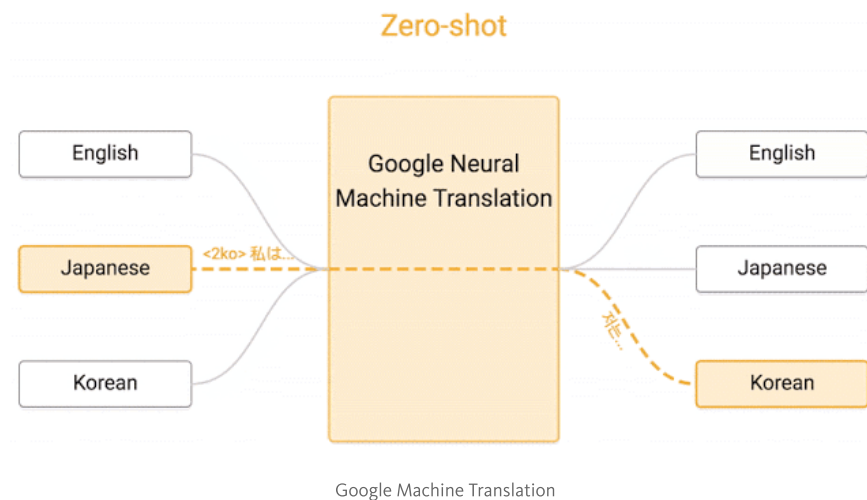 Zero-shot
English
Google Neural
Machine Translation
English
<2ko> 私は...
Japanese
Japanese
저는...
Korean
Korean
Google Machine Translation